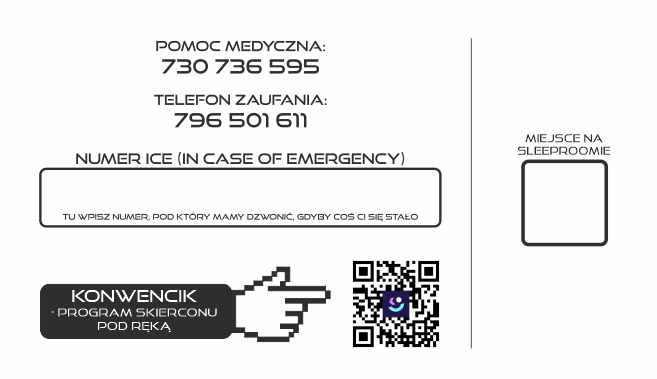 POMOC MEDYCZNA:
730 736 595
TELEFON ZAUFANIA:
796 501 611
NUMER ICE (IN CASE OF EMERGENCY)
TU WPISZ NUMER, POD KTÓRY MAMY DZWONIĆ, GDYBY COŚ CI SIĘ STAŁO
KONWENCIK
- PROGRAM SKIERCONU
POD RĘKĄ
MIEJSCE NA
SLEEPROOMIE